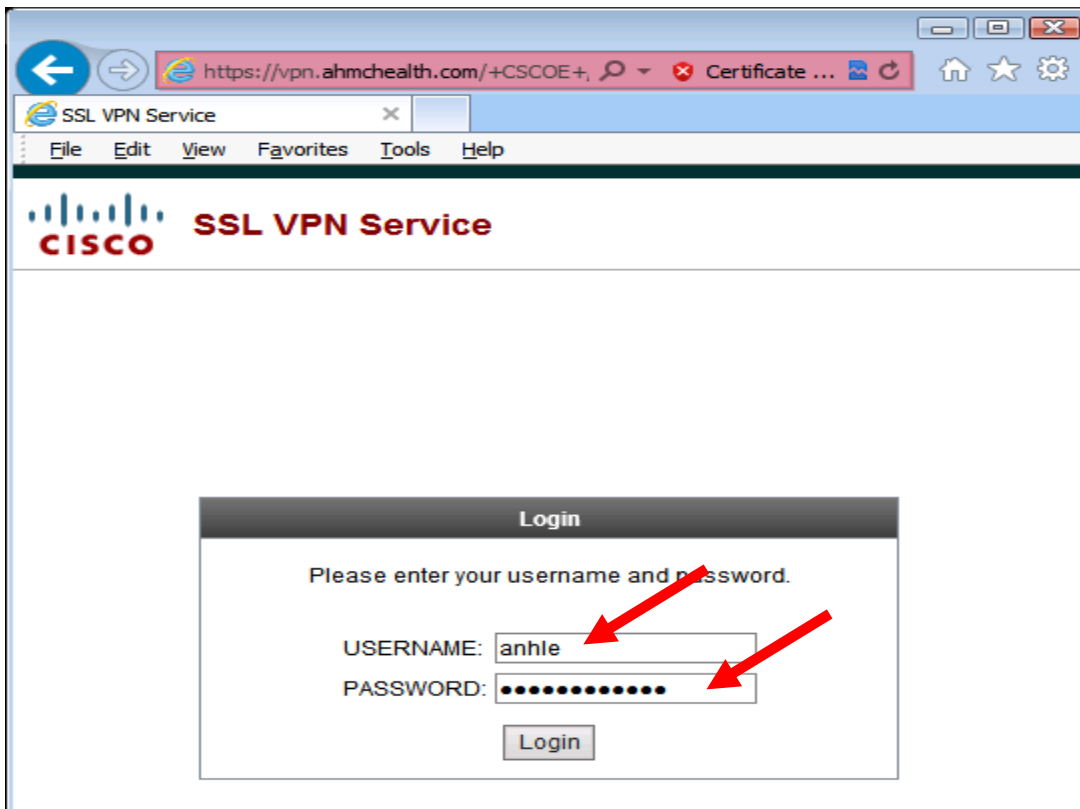 https://vpn.ahmchealth.com/+CSCOE+, Certificate ...
SSL VPN Service
File Edit View Favorites Tools Help
CISCO SSL VPN Service
Login
Please enter your username and password.
USERNAME: anhle
PASSWORD: ••••••••••••
Login